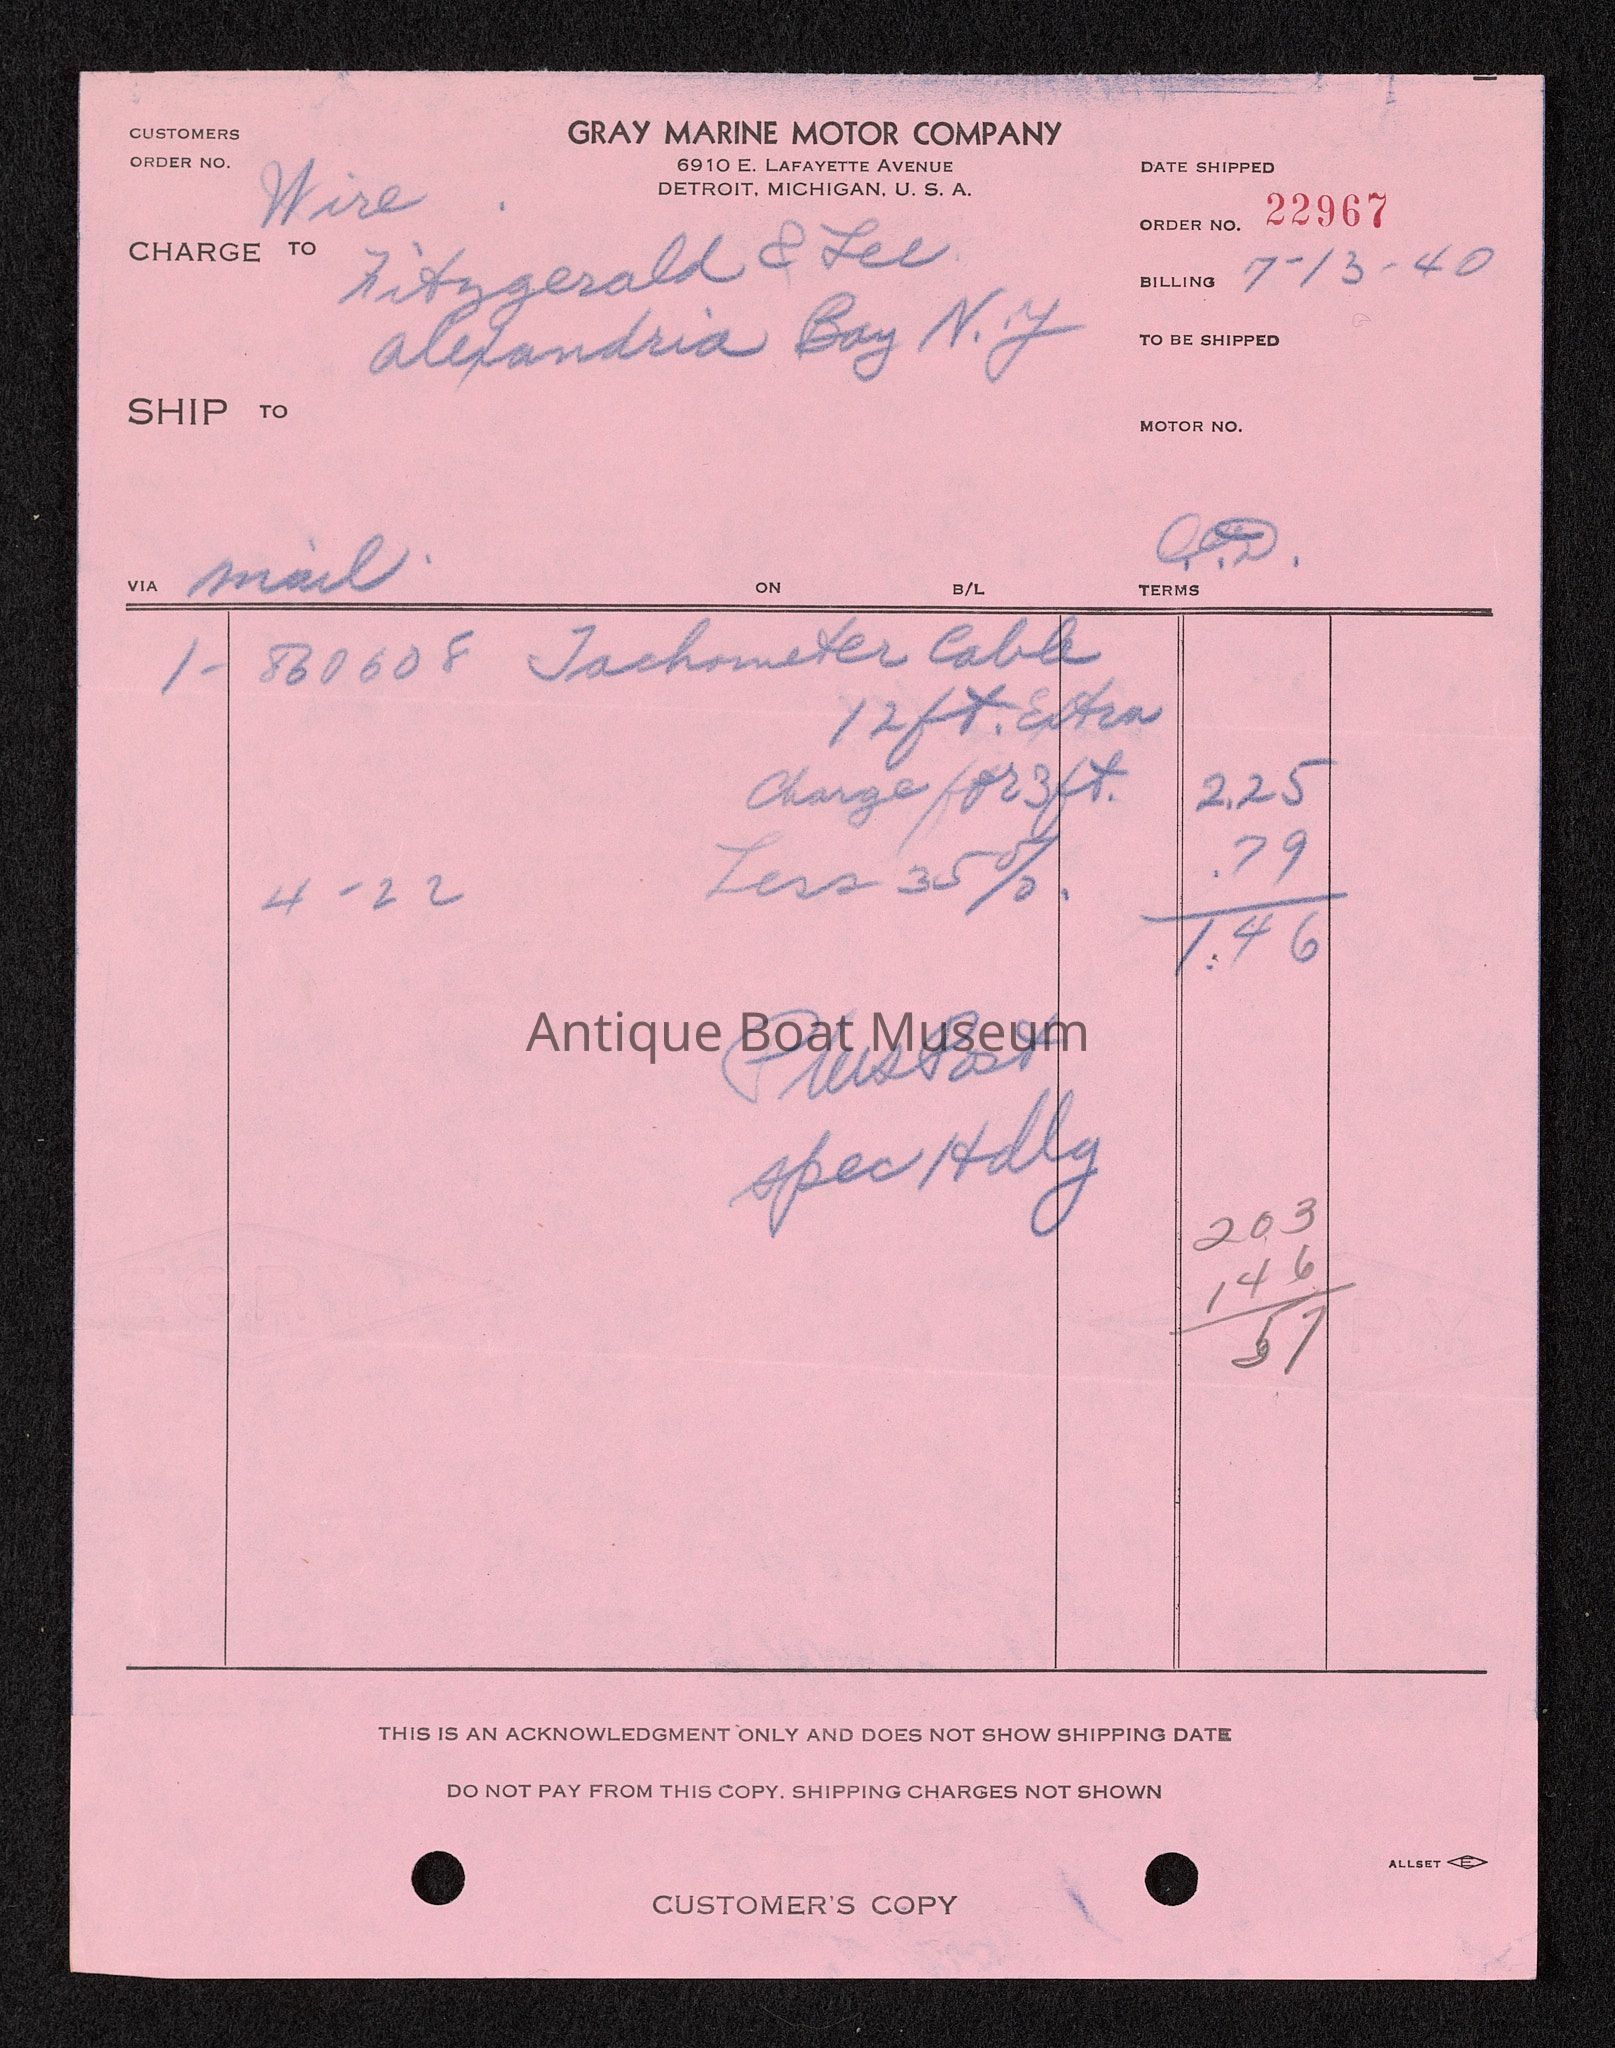 CUSTOMERS
ORDER NO.
Wire
GRAY MARINE MOTOR COMPANY
6910 E. LAFAYETTE AVENUE
DETROIT, MICHIGAN, U. S. A.
DATE SHIPPED
ORDER NO. 22967
CHARGE TO Fitzgerald & Lee
Alexandria Bay N.Y
BILLING 7-13-40
TO BE SHIPPED
SHIP TO
MOTOR NO.
VIA mail.
ON
B/L
TERMS C.O.D.
1- Tachometer Cable
12 ft. Extra
Charge for 3 ft. 2.25
4-22 Less 35%. .79
1.46
Antique Boat Museum
Plus Post
spec Hdlg
203
146
57
THIS IS AN ACKNOWLEDGMENT ONLY AND DOES NOT SHOW SHIPPING DATE
DO NOT PAY FROM THIS COPY. SHIPPING CHARGES NOT SHOWN
ALLSET E
CUSTOMER'S COPY